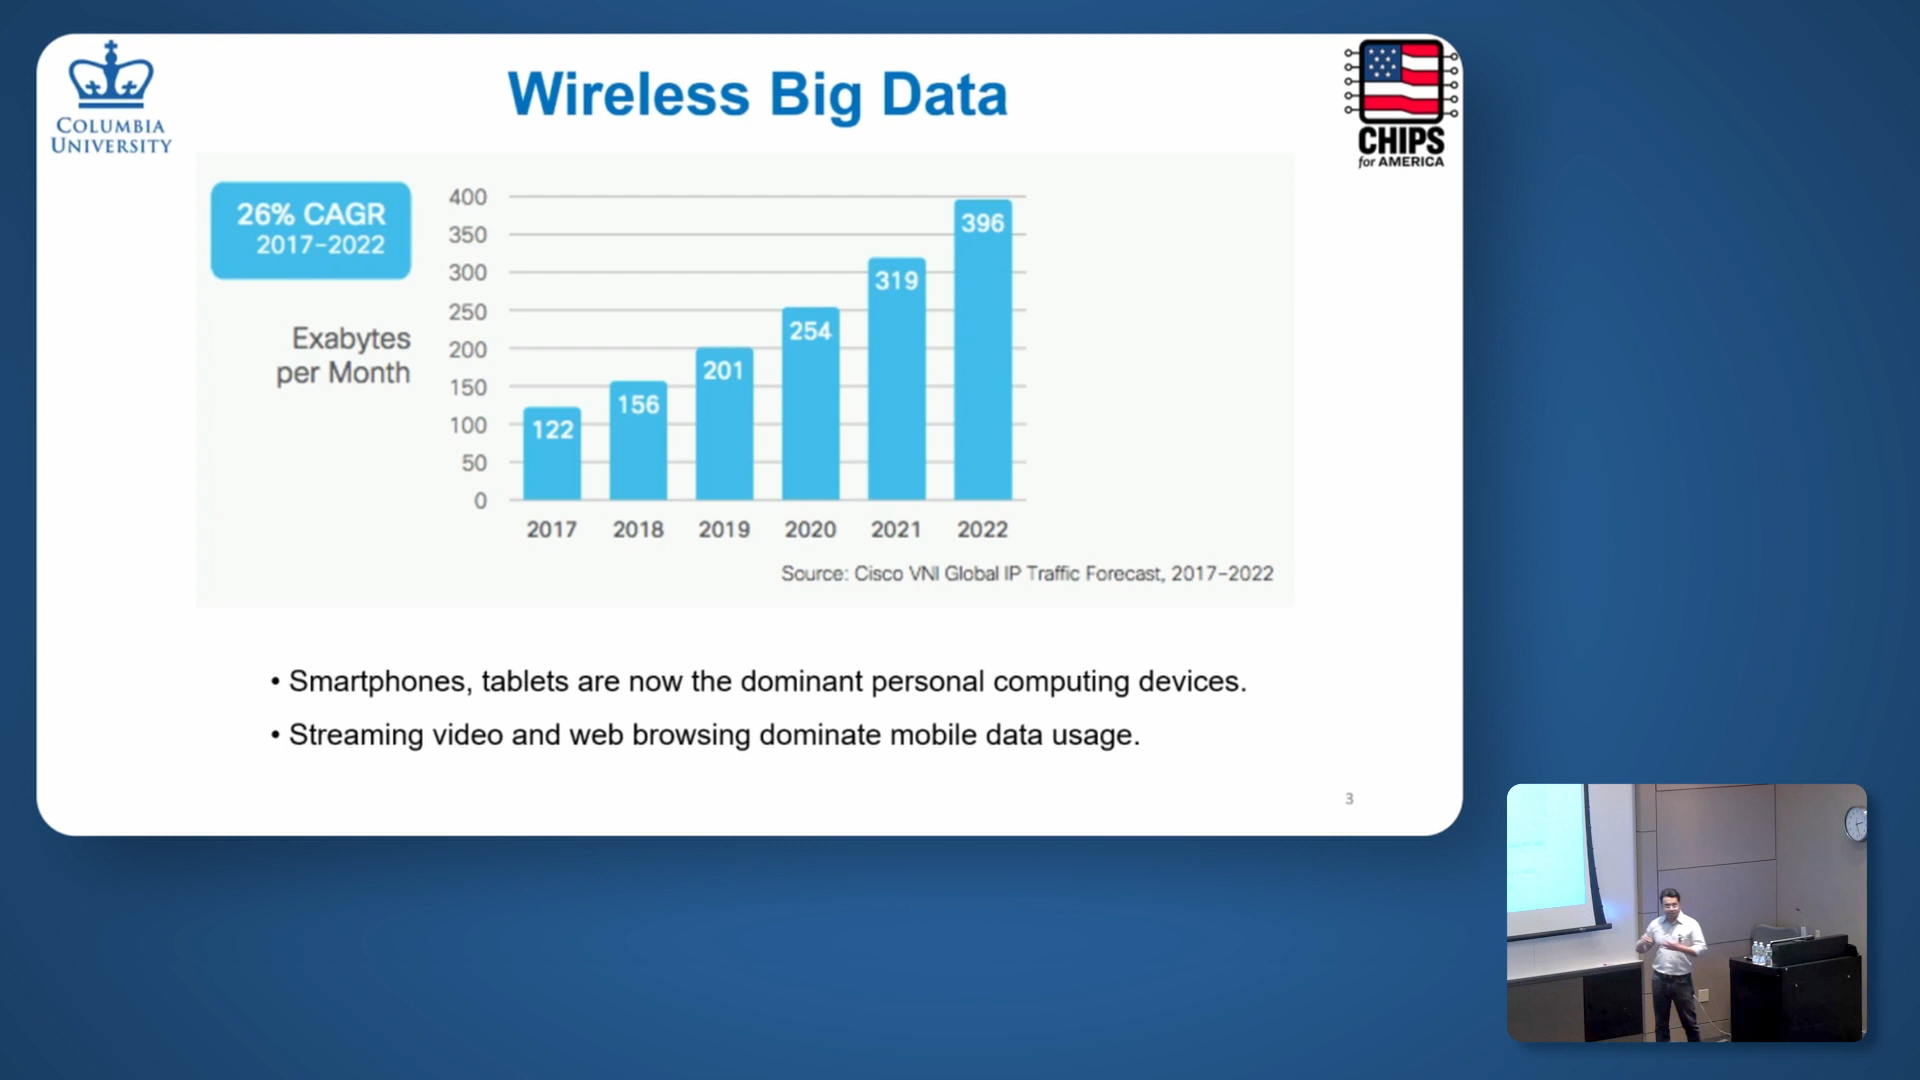 COLUMBIA
UNIVERSITY
Wireless Big Data
CHIPS
for AMERICA
26% CAGR
2017–2022
Exabytes
per Month
400
350
300
250
200
150
100
50
0
122
156
201
254
319
396
2017
2018
2019
2020
2021
2022
Source: Cisco VNI Global IP Traffic Forecast, 2017–2022
• Smartphones, tablets are now the dominant personal computing devices.
• Streaming video and web browsing dominate mobile data usage.
3